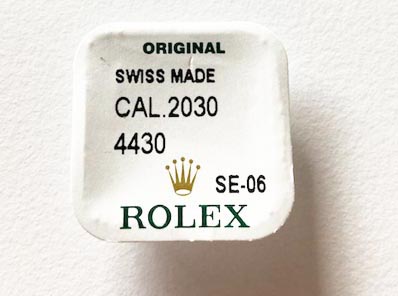 ORIGINAL
SWISS MADE
CAL.2030
4430
SE-06
ROLEX